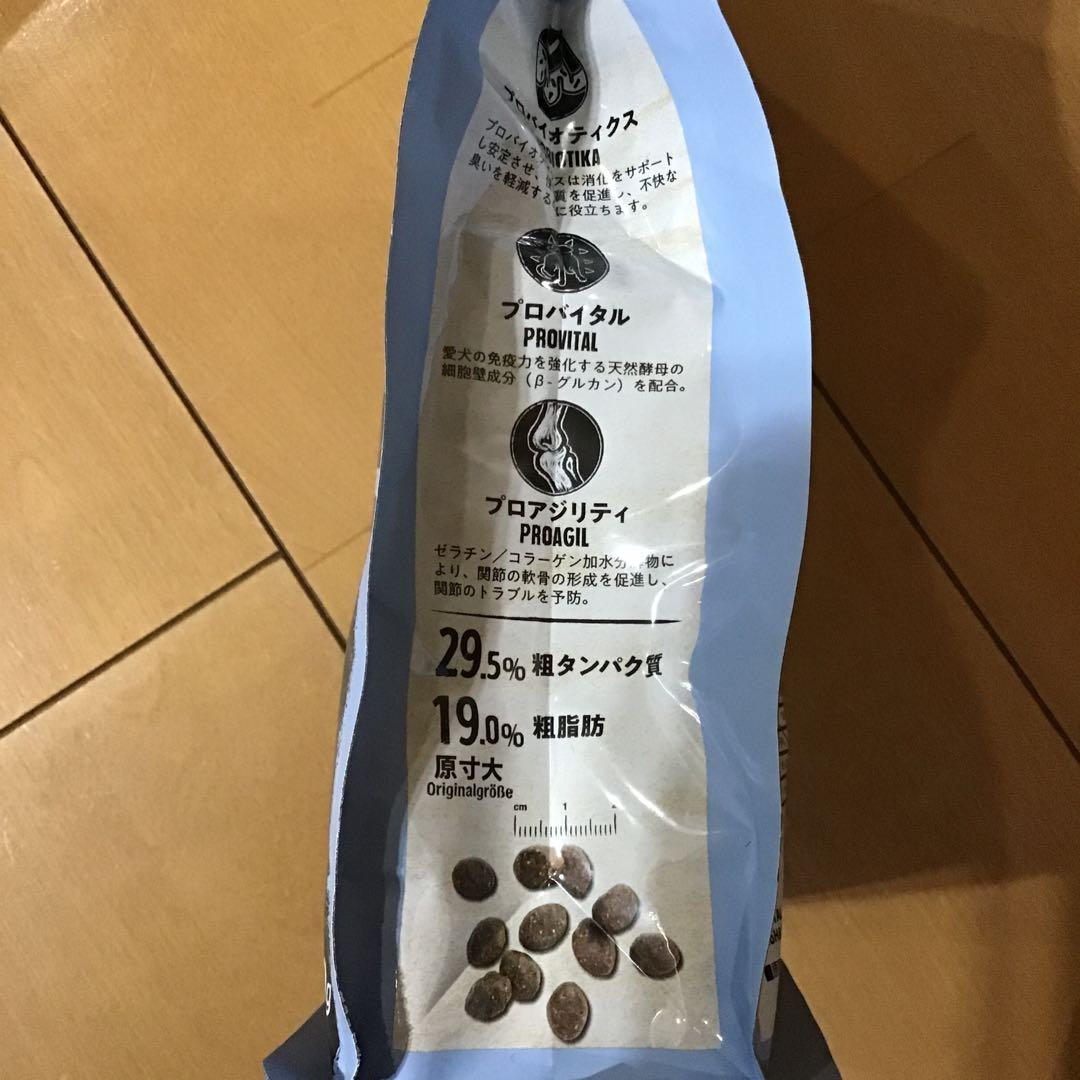 プロバイオティクス
BIOTIKA
プロバイオ スは消化をサポート
し安定させ、 質を促進し、不快な
臭いを軽減する に役立ちます。
プロバイタル
PROVITAL
愛犬の免疫力を強化する天然酵母の
細胞壁成分（β-グルカン）を配合。
プロアジリティ
PROAGIL
ゼラチン／コラーゲン加水分解物に
より、関節の軟骨の形成を促進し、
関節のトラブルを予防。
29.5% 粗タンパク質
19.0% 粗脂肪
原寸大
Originalgröße
cm 1 2